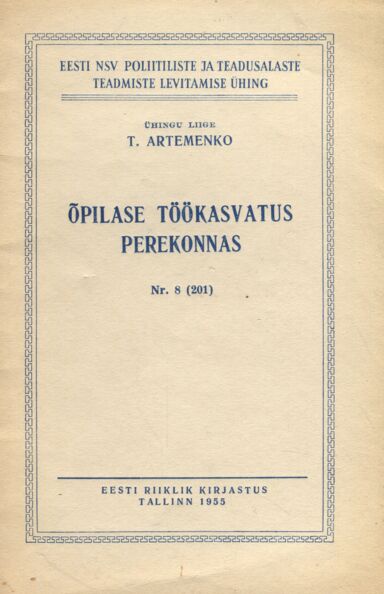 EESTI NSV POLIITILISTE JA TEADUSALASTE
TEADMISTE LEVITAMISE ÜHING
ÜHINGU LIIGE
T. ARTEMENKO
ÕPILASE TÖÖKASVATUS
PEREKONNAS
Nr. 8 (201)
EESTI RIIKLIK KIRJASTUS
TALLINN 1955